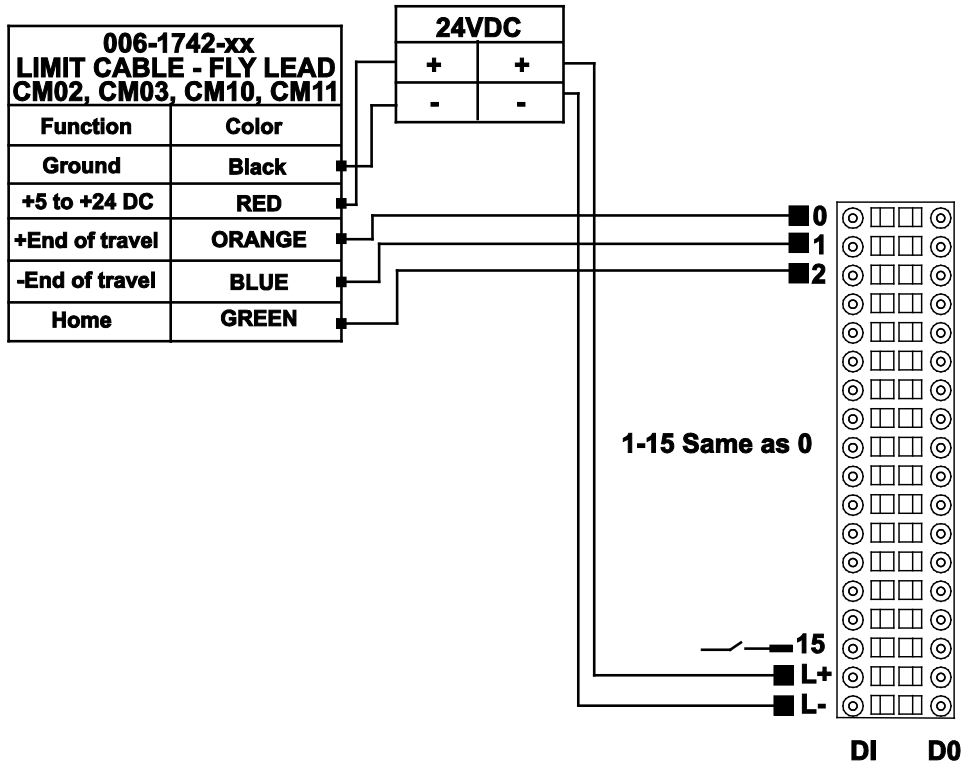 006-1742-xx
LIMIT CABLE - FLY LEAD
CM02, CM03, CM10, CM11
Function Color
Ground Black
+5 to +24 DC RED
+End of travel ORANGE
-End of travel BLUE
Home GREEN
24VDC
+ +
- -
0
1
2
1-15 Same as 0
15
L+
L-
DI D0